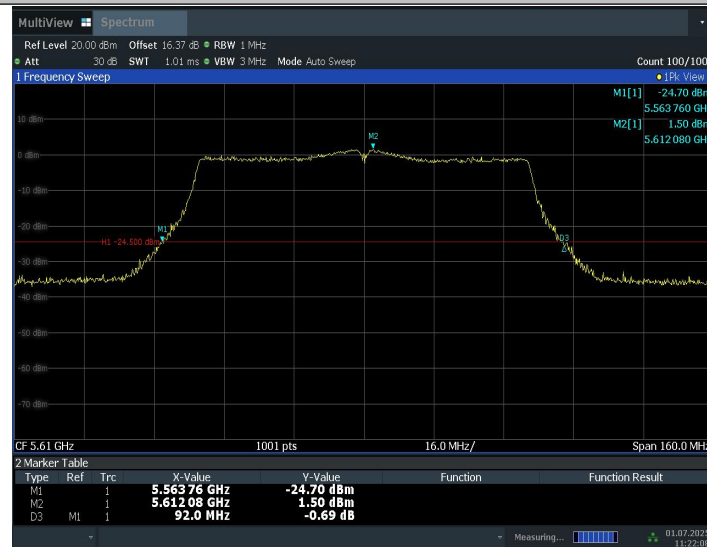 MultiView Spectrum
Ref Level 20.00 dBm Offset 16.37 dB RBW 1 MHz
Att 30 dB SWT 1.01 ms VBW 3 MHz Mode Auto Sweep Count 100/100
1 Frequency Sweep 1Pk View
M1[1] -24.70 dBm
5.563 760 GH
M2[1] 1.50 dBm
5.612 080 GH
10 dBm
M2
0 dBm
-10 dBm
-20 dBm
M1
H1 -24.500 dBm
D3
-30 dBm
-40 dBm
-50 dBm
-60 dBm
-70 dBm
CF 5.61 GHz 1001 pts 16.0 MHz/ Span 160.0 MHz
2 Marker Table
Type Ref Trc X-Value Y-Value Function Function Result
M1 1 5.563 76 GHz -24.70 dBm
M2 1 5.612 08 GHz 1.50 dBm
D3 M1 1 92.0 MHz -0.69 dB
Measuring... 01.07.2025
11:22:08